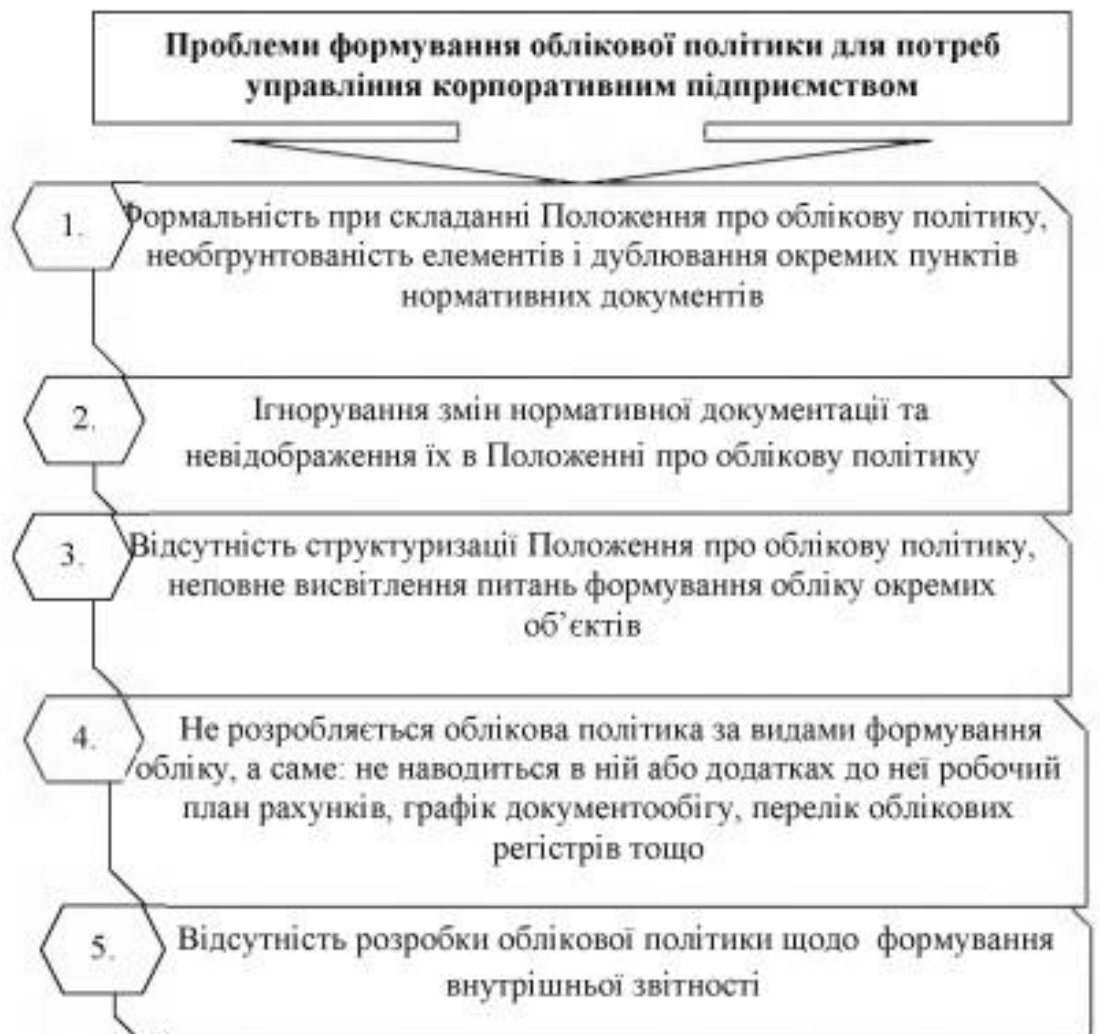 Проблеми формування облікової політики для потреб
управління корпоративним підприємством
1.
Формальність при складанні Положення про облікову політику,
необґрунтованість елементів і дублювання окремих пунктів
нормативних документів
2.
Ігнорування змін нормативної документації та
невідображення їх в Положенні про облікову політику
3.
Відсутність структуризації Положення про облікову політику,
неповне висвітлення питань формування обліку окремих
об’єктів
4.
Не розробляється облікова політика за видами формування
обліку, а саме: не наводиться в ній або додатках до неї робочий
план рахунків, графік документообігу, перелік облікових
регістрів тощо
5.
Відсутність розробки облікової політики щодо формування
внутрішньої звітності